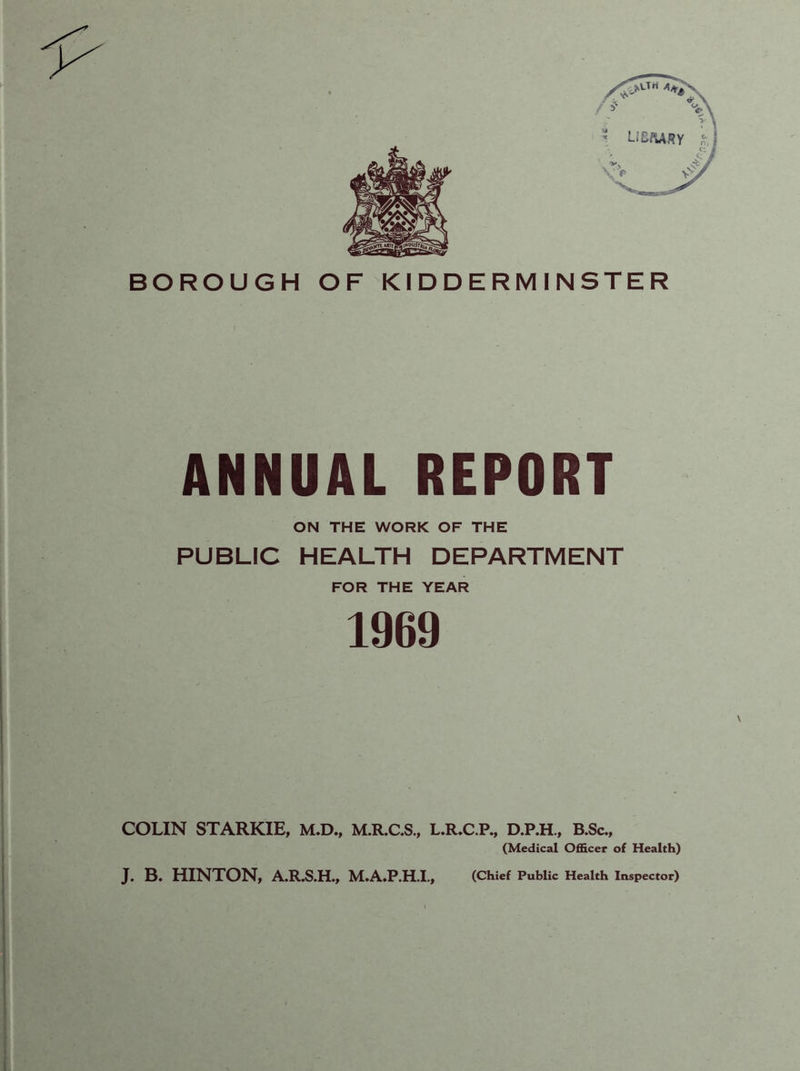 LIBRARY
BOROUGH OF KIDDERMINSTER
ANNUAL REPORT
ON THE WORK OF THE
PUBLIC HEALTH DEPARTMENT
FOR THE YEAR
1969
COLIN STARKIE, M.D., M.R.C.S., L.R.C.P., D.P.H., B.Sc.,
(Medical Officer of Health)
J. B. HINTON, A.R.S.H., M.A.P.H.I., (Chief Public Health Inspector)